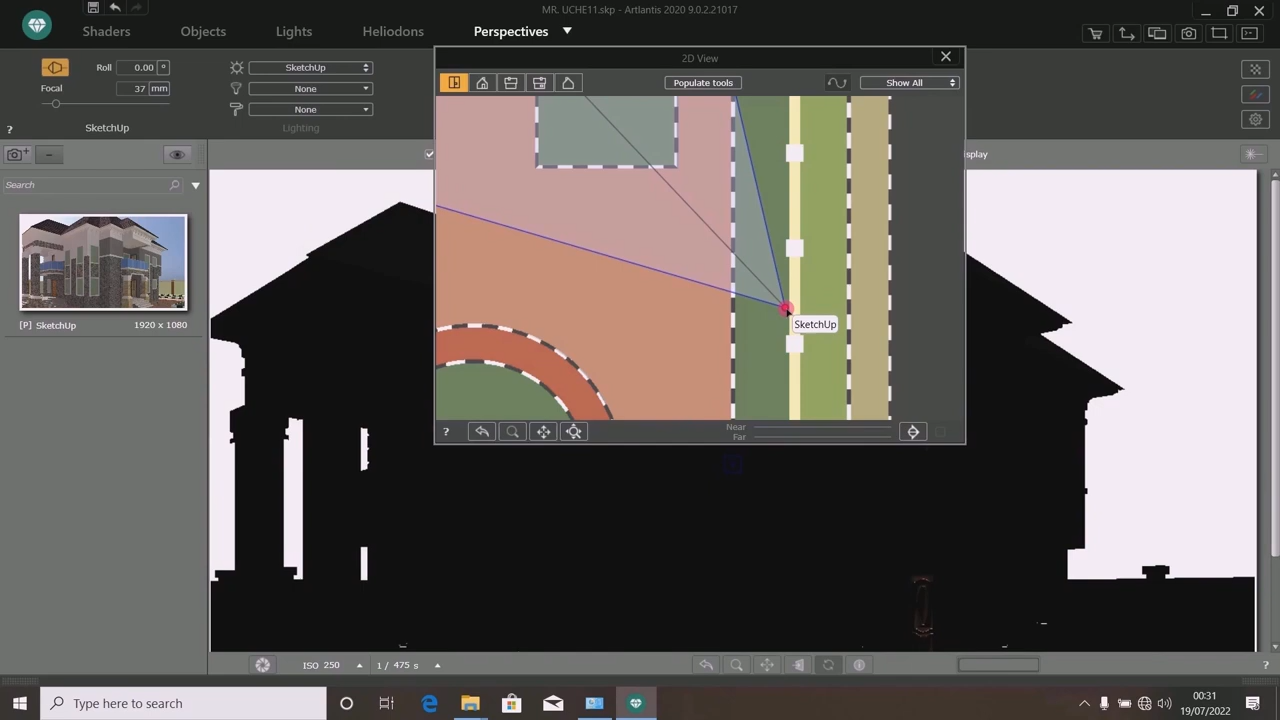 MR. UCHE11.skp - Artlantis 2020 9.0.2.21017
Shaders
Objects
Lights
Heliodons
Perspectives
Roll
0.00
°
Focal
37
mm
?
SketchUp
SketchUp
None
None
Lighting
2D View
Populate tools
Show All
Search
play
[P] SketchUp
1920 x 1080
SketchUp
?
Near
Far
ISO 250
1 / 475 s
?
Type here to search
00:31
19/07/2022